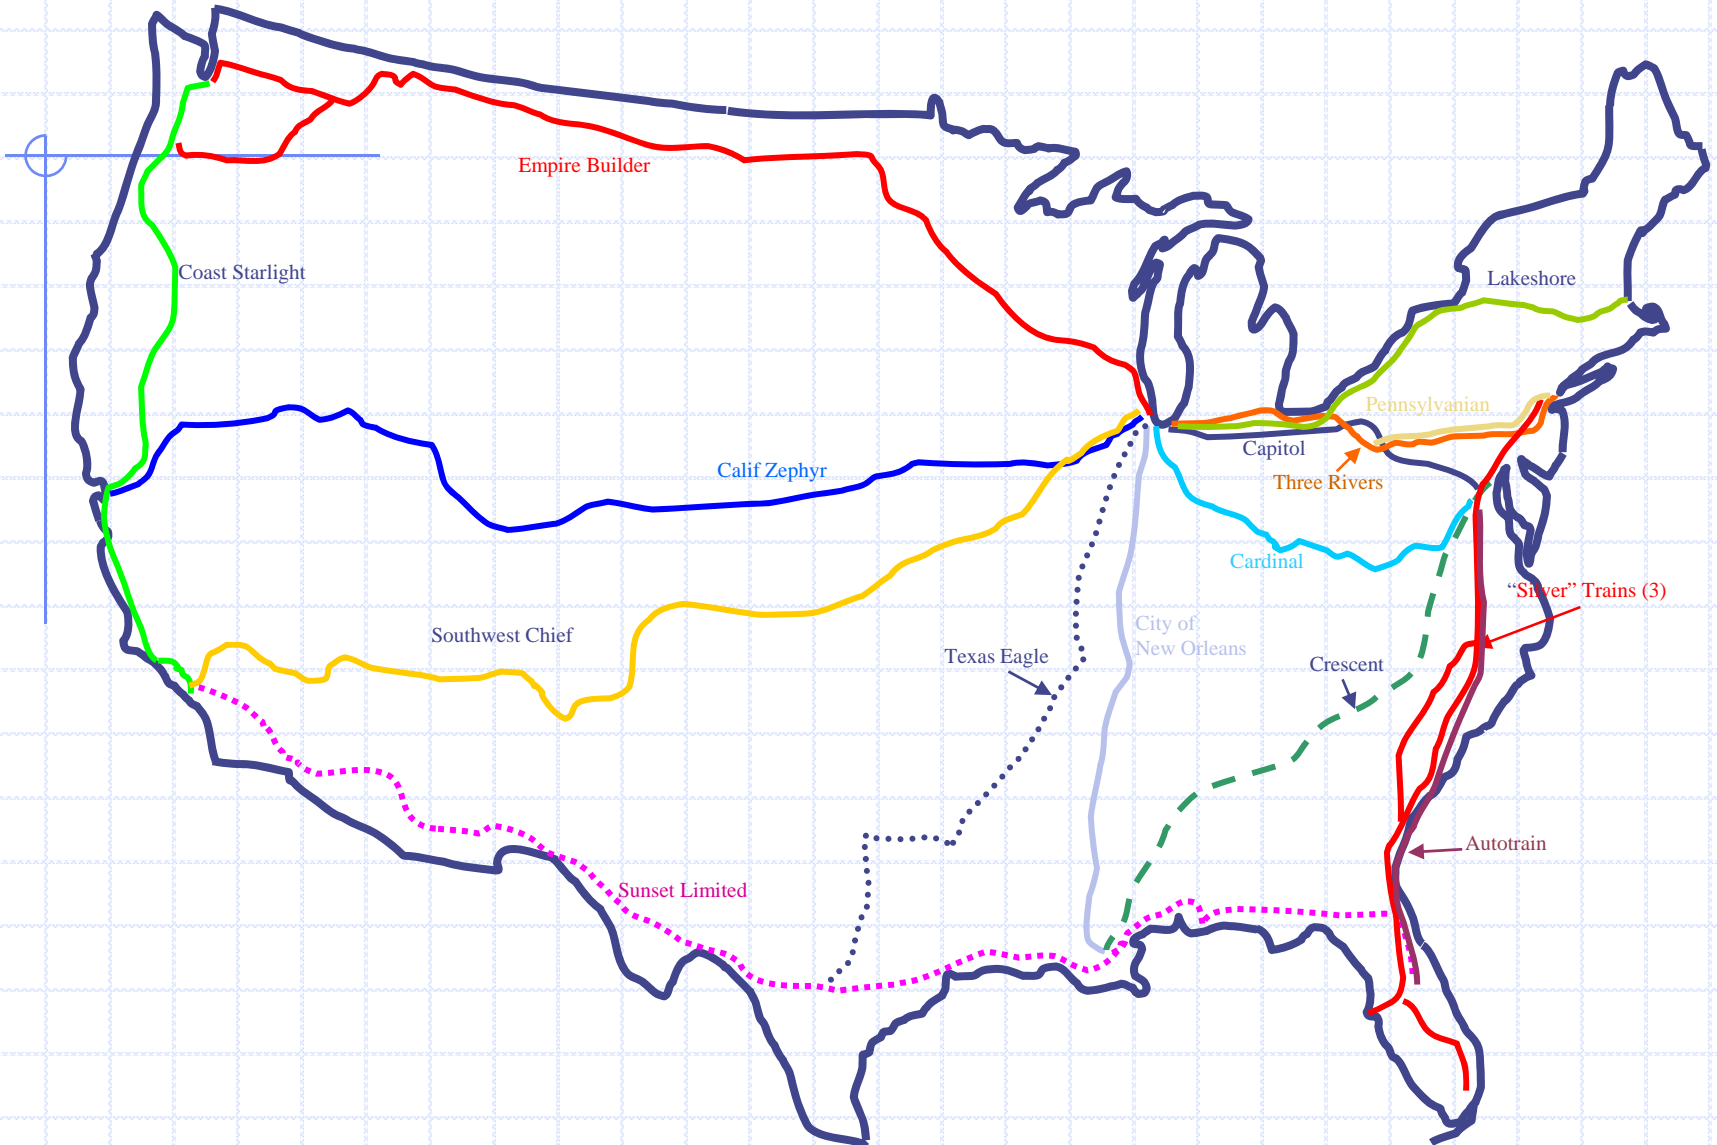 Empire Builder
Coast Starlight
Lakeshore
Pennsylvanian
Capitol
Calif Zephyr
Three Rivers
Cardinal
“Silver” Trains (3)
City of
New Orleans
Southwest Chief
Texas Eagle
Crescent
Autotrain
Sunset Limited